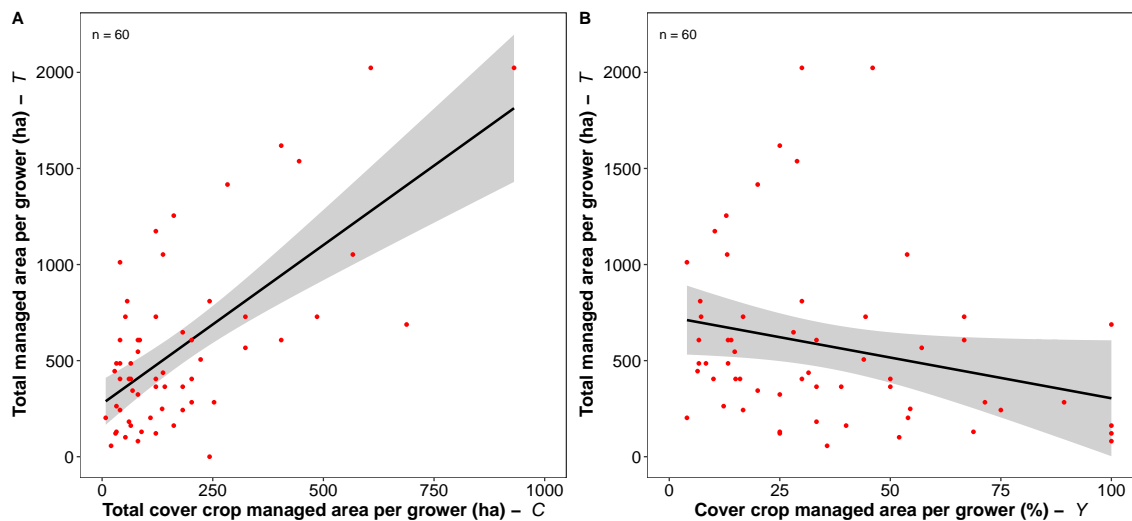 A
n = 60
2000
1500
1000
500
0
0
250
500
750
1000
Total managed area per grower (ha) – T
Total cover crop managed area per grower (ha) – C
B
n = 60
2000
1500
1000
500
0
0
25
50
75
100
Total managed area per grower (ha) – T
Cover crop managed area per grower (%) – Y